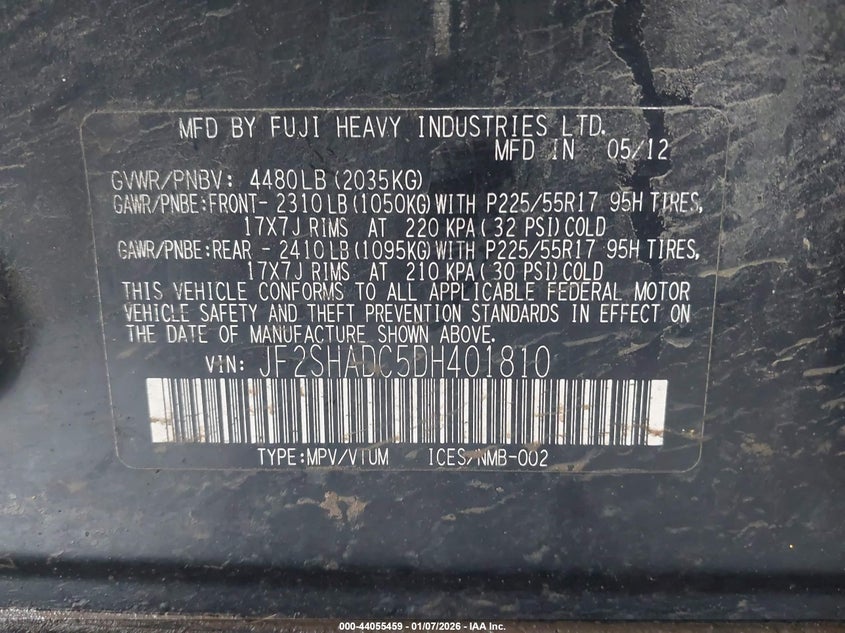 MFD BY FUJI HEAVY INDUSTRIES LTD.
MFD IN 05/12
GVWR/PNBV: 4480LB(2035KG)
GAWR/PNBE:FRONT- 2310LB(1050KG)WITH P225/55R17 95H TIRES,
17X7J RIMS AT 220 KPA(32 PSI)COLD
GAWR/PNBE:REAR - 2410LB(1095KG)WITH P225/55R17 95H TIRES,
17X7J RIMS AT 210 KPA(30 PSI)COLD
THIS VEHICLE CONFORMS TO ALL APPLICABLE FEDERAL MOTOR
VEHICLE SAFETY AND THEFT PREVENTION STANDARDS IN EFFECT ON
THE DATE OF MANUFACTURE SHOWN ABOVE.
VIN: JF2SHADC5DH401810
TYPE:MPV/VTUM ICES/NMB-002
000-44055459 - 01/07/2026 - IAA Inc.